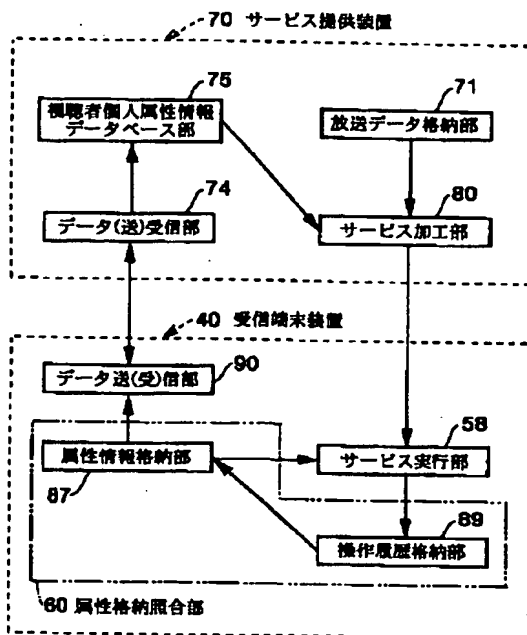 70 サービス提供装置
75
視聴者個人属性情報
データベース部
71
放送データ格納部
74
データ(送)受信部
80
サービス加工部
40 受信端末装置
データ送(受)信部
90
属性情報格納部
87
58
サービス実行部
89
操作履歴格納部
60 属性格納照合部